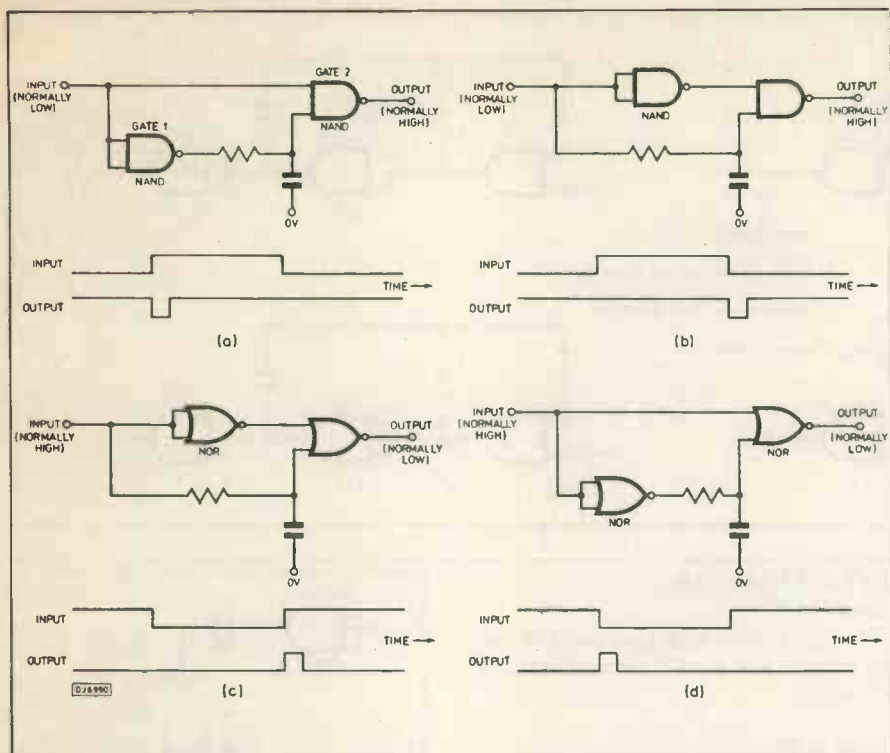 GATE 2
INPUT
(NORMALLY
LOW)
OUTPUT
(NORMALLY
HIGH)
NAND
GATE 1
NAND
0V
INPUT
TIME
OUTPUT
(a)
INPUT
(NORMALLY
LOW)
NAND
OUTPUT
(NORMALLY
HIGH)
0V
INPUT
TIME
OUTPUT
(b)
INPUT
(NORMALLY
HIGH)
NOR
OUTPUT
(NORMALLY
LOW)
0V
INPUT
TIME
OUTPUT
(c)
DJ6990
INPUT
(NORMALLY
HIGH)
OUTPUT
(NORMALLY
LOW)
NOR
NOR
0V
INPUT
TIME
OUTPUT
(d)